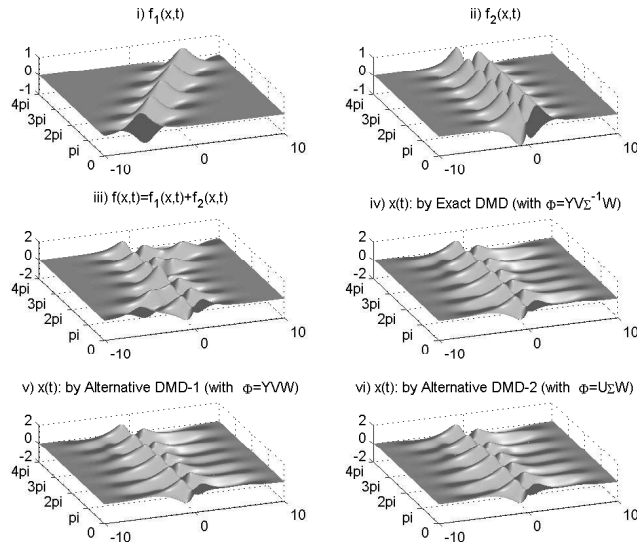 i) f₁(x,t)
1
0
-1
4pi
3pi
2pi
pi
0
-10
0
10
ii) f₂(x,t)
1
0
-1
4pi
3pi
2pi
pi
0
-10
0
10
iii) f(x,t)=f₁(x,t)+f₂(x,t)
2
0
-2
4pi
3pi
2pi
pi
0
-10
0
10
iv) x(t): by Exact DMD (with Φ=YVΣ⁻¹W)
2
0
-2
4pi
3pi
2pi
pi
0
-10
0
10
v) x(t): by Alternative DMD-1 (with Φ=YVW)
2
0
-2
4pi
3pi
2pi
pi
0
-10
0
10
vi) x(t): by Alternative DMD-2 (with Φ=UΣW)
2
0
-2
4pi
3pi
2pi
pi
0
-10
0
10